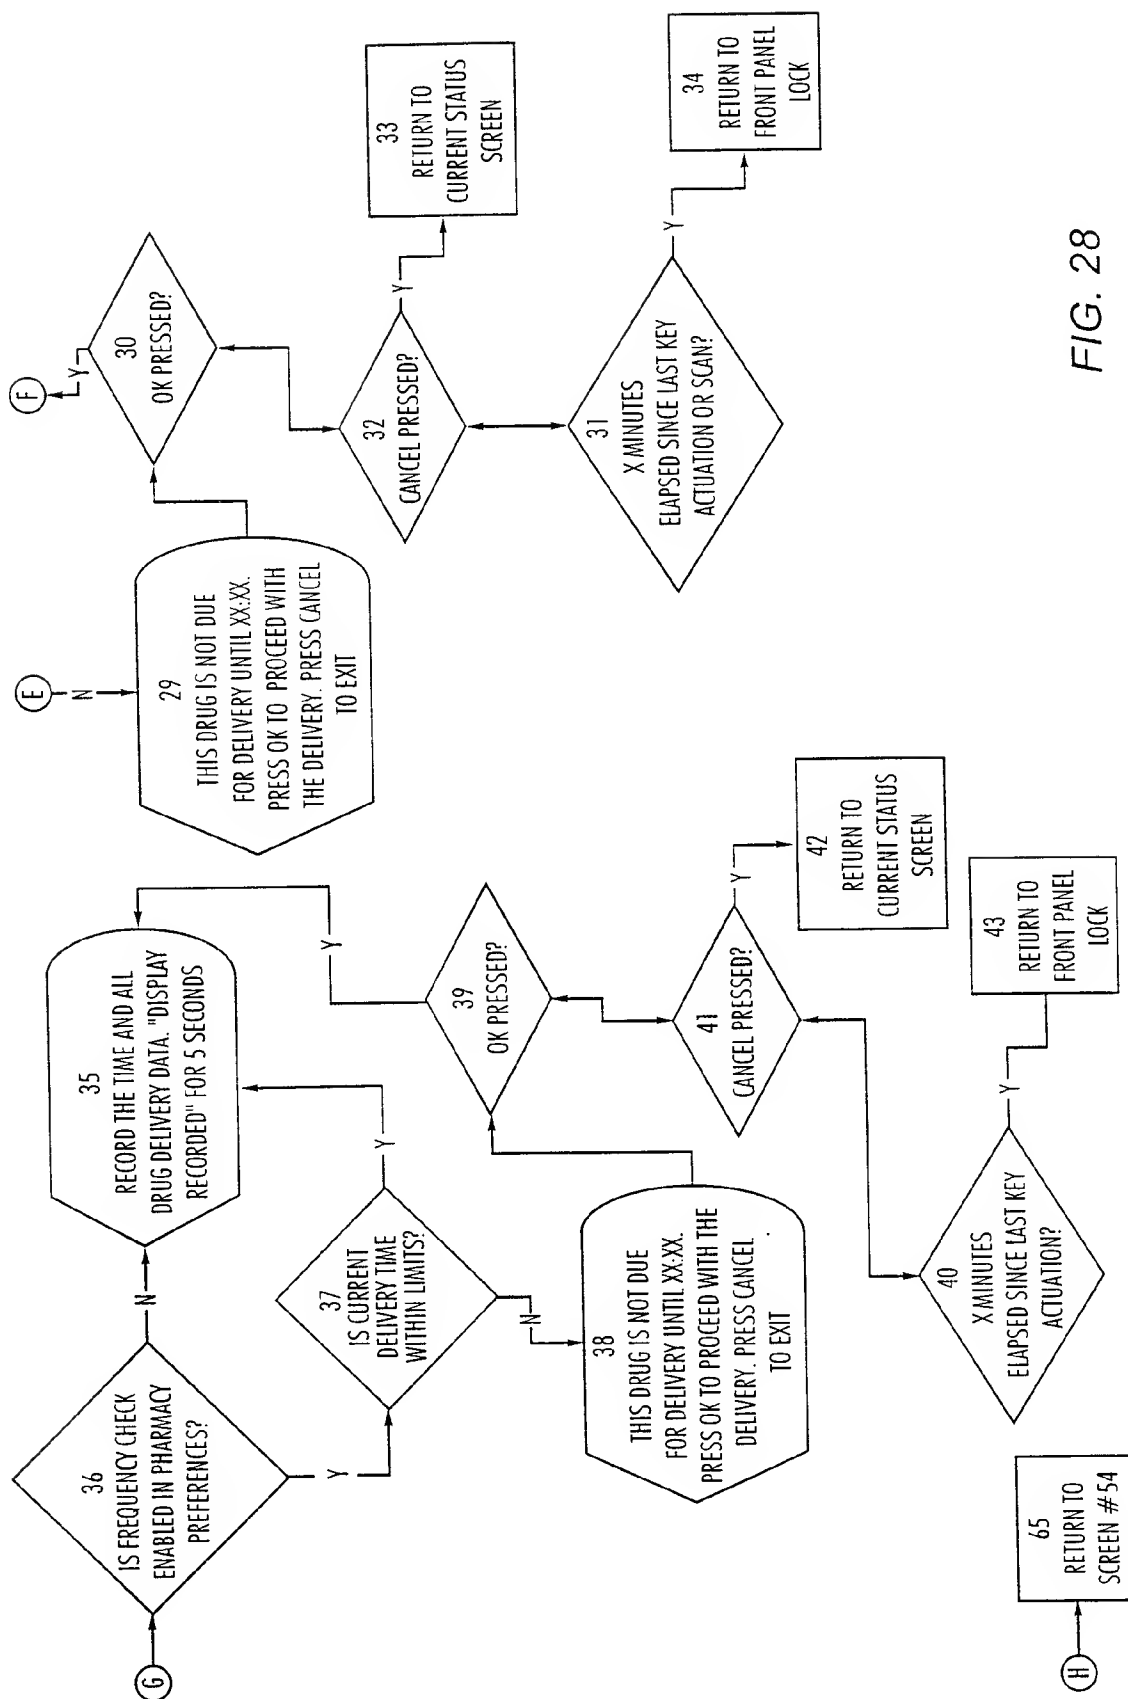 G
36
IS FREQUENCY CHECK
ENABLED IN PHARMACY
PREFERENCES?
N
Y
35
RECORD THE TIME AND ALL
DRUG DELIVERY DATA. "DISPLAY
RECORDED" FOR 5 SECONDS
37
IS CURRENT
DELIVERY TIME
WITHIN LIMITS?
Y
N
38
THIS DRUG IS NOT DUE
FOR DELIVERY UNTIL XX:XX.
PRESS OK TO PROCEED WITH THE
DELIVERY. PRESS CANCEL
TO EXIT
39
OK PRESSED?
Y
41
CANCEL PRESSED?
Y
42
RETURN TO
CURRENT STATUS
SCREEN
40
X MINUTES
ELAPSED SINCE LAST KEY
ACTUATION?
Y
43
RETURN TO
FRONT PANEL
LOCK
H
65
RETURN TO
SCREEN #54
E
N
29
THIS DRUG IS NOT DUE
FOR DELIVERY UNTIL XX:XX.
PRESS OK TO PROCEED WITH
THE DELIVERY. PRESS CANCEL
TO EXIT
F
Y
30
OK PRESSED?
32
CANCEL PRESSED?
Y
33
RETURN TO
CURRENT STATUS
SCREEN
31
X MINUTES
ELAPSED SINCE LAST KEY
ACTUATION OR SCAN?
Y
34
RETURN TO
FRONT PANEL
LOCK
FIG. 28